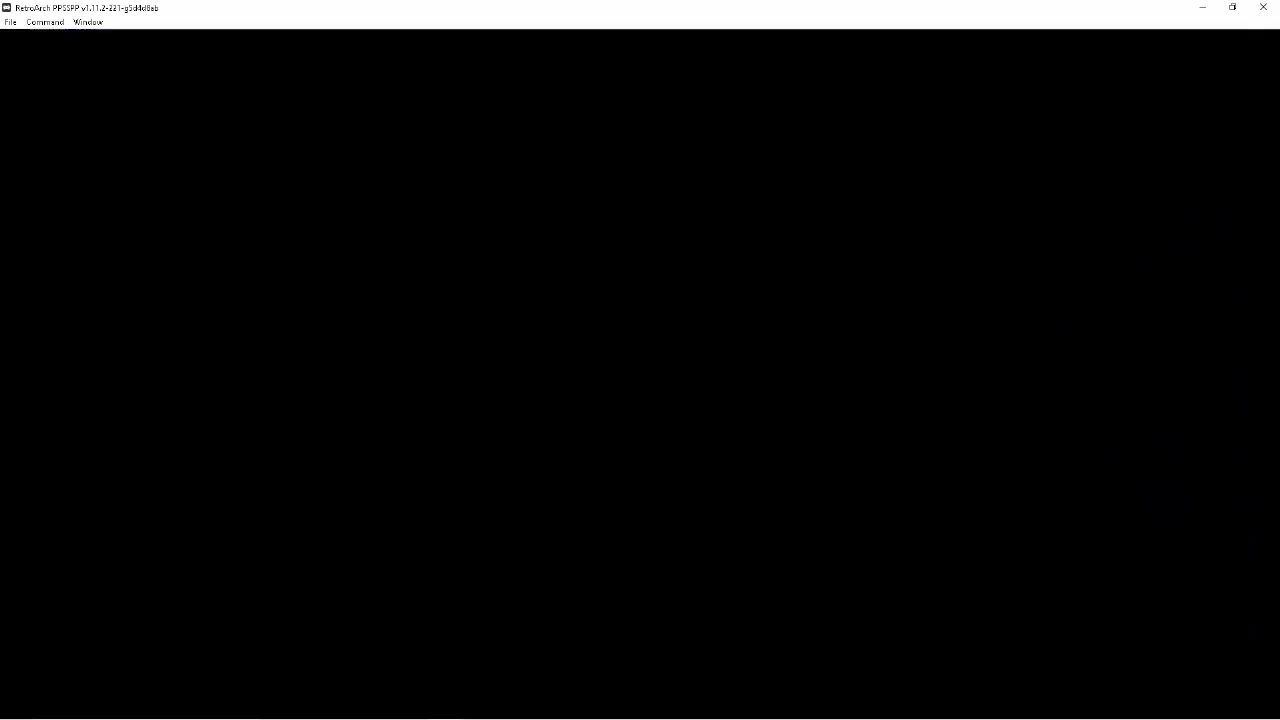 RetroArch PPSSPP v1.11.2-221-g5d4d8ab
File Command Window